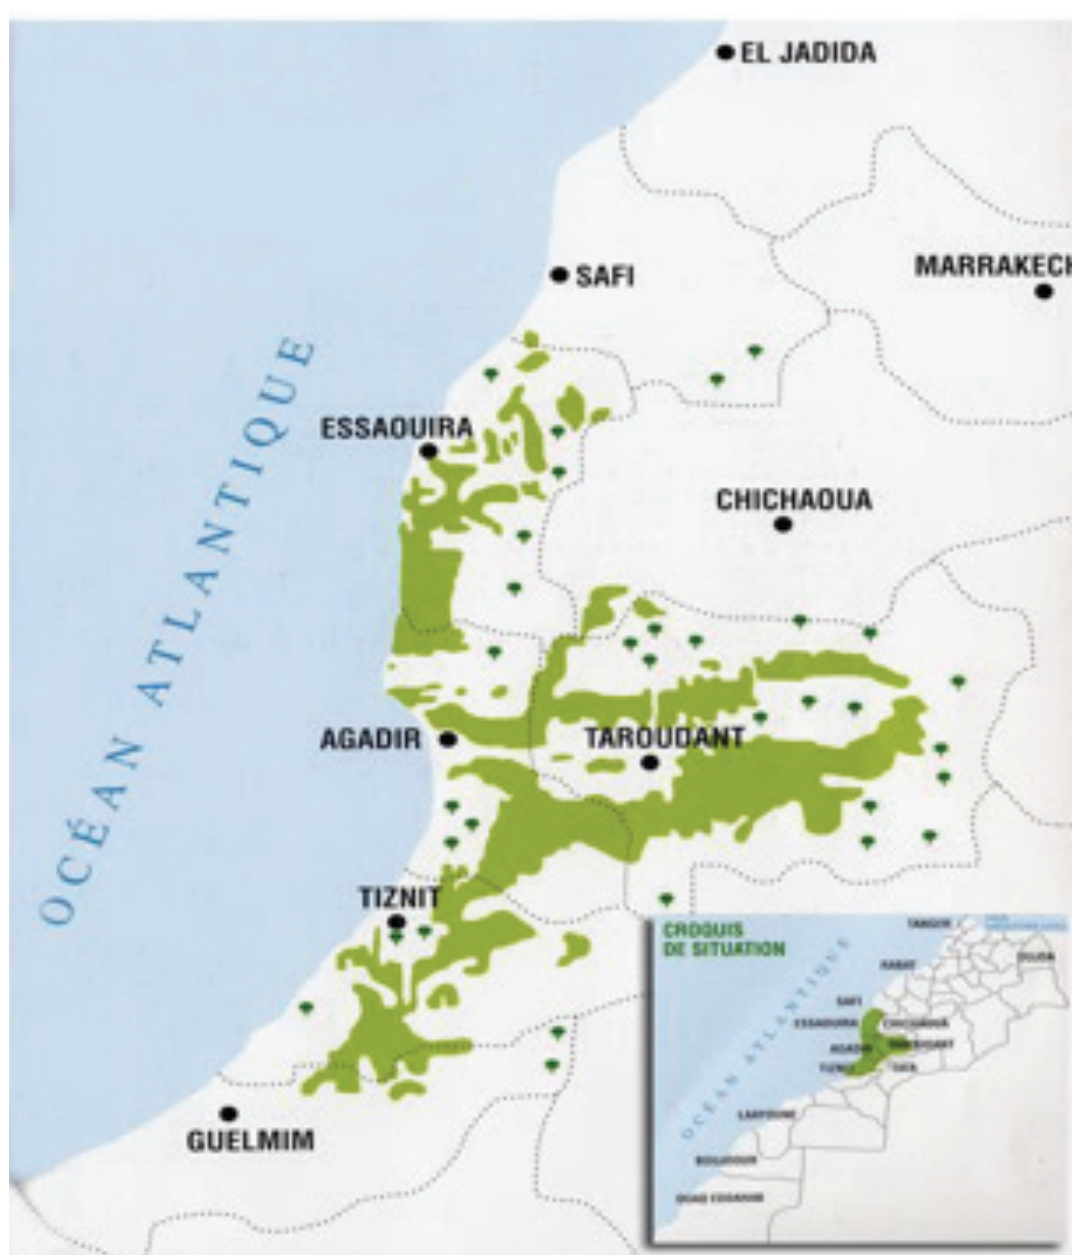 EL JADIDA
SAFI
MARRAKECH
OCÉAN ATLANTIQUE
ESSAOUIRA
CHICHAOUA
AGADIR
TAROUDANT
TIZNIT
GUELMIM
CROQUIS
DE SITUATION
TANGER
RABAT
OUJDA
SAFI
ESSAOUIRA
CHICHAOUA
AGADIR
TAROUDANT
TIZNIT
TATA
OCÉAN ATLANTIQUE
LAAYOUNE
BOUJDOUR
OUAD EDDAHAB